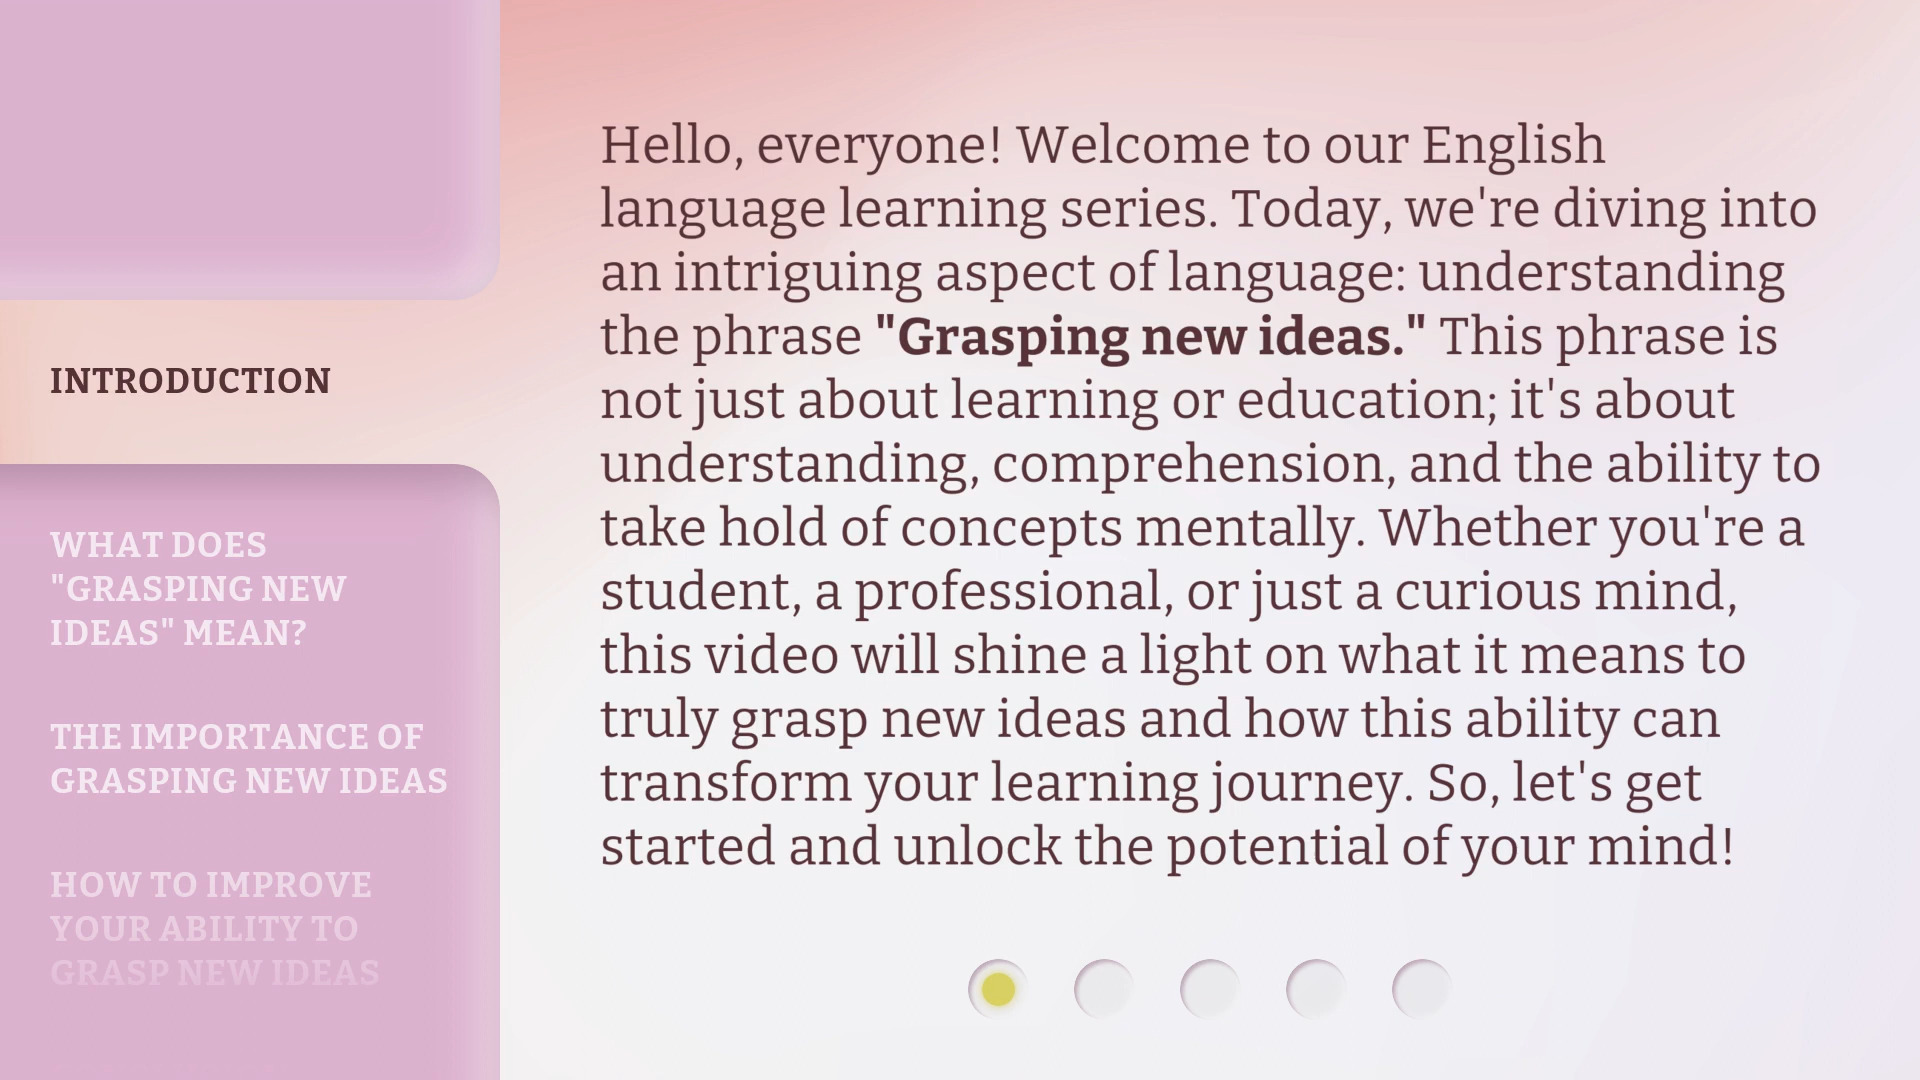 INTRODUCTION
WHAT DOES
"GRASPING NEW
IDEAS" MEAN?
THE IMPORTANCE OF
GRASPING NEW IDEAS
HOW TO IMPROVE
YOUR ABILITY TO
GRASP NEW IDEAS
Hello, everyone! Welcome to our English
language learning series. Today, we're diving into
an intriguing aspect of language: understanding
the phrase "Grasping new ideas." This phrase is
not just about learning or education; it's about
understanding, comprehension, and the ability to
take hold of concepts mentally. Whether you're a
student, a professional, or just a curious mind,
this video will shine a light on what it means to
truly grasp new ideas and how this ability can
transform your learning journey. So, let's get
started and unlock the potential of your mind!